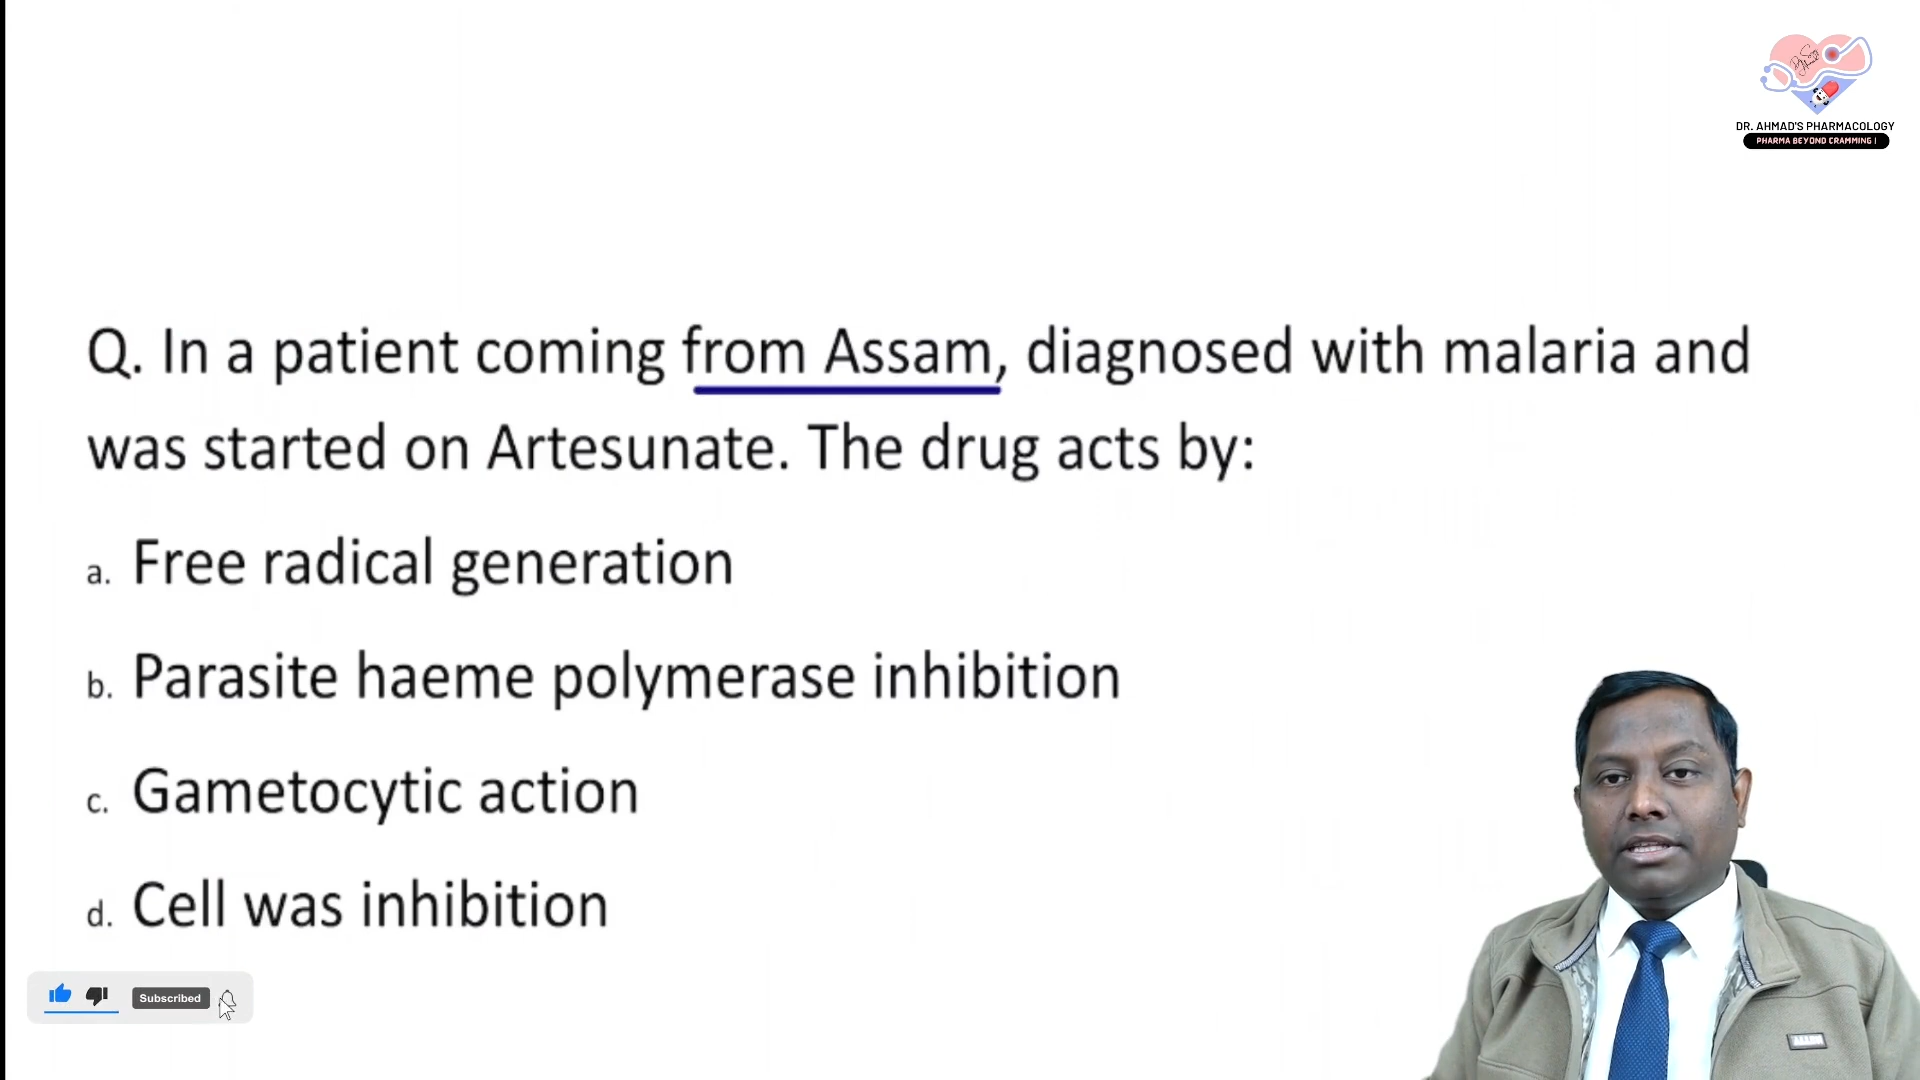 DR. AHMAD'S PHARMACOLOGY
PHARMA BEYOND CRAMMING !
Q. In a patient coming from Assam, diagnosed with malaria and
was started on Artesunate. The drug acts by:
a. Free radical generation
b. Parasite haeme polymerase inhibition
c. Gametocytic action
d. Cell was inhibition
Subscribed